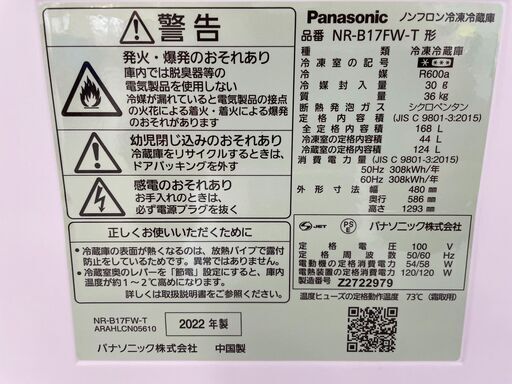 警告
発火・爆発のおそれあり
庫内では脱臭器等の
電気製品を使用しない
冷媒が漏れていると電気製品の接点
の火花による着火・着火・爆発
のおそれがあります
幼児閉じ込めのおそれあり
冷蔵庫をリサイクルするときは、
ドアパッキングをはずす
感電のおそれあり
お手入れのときは、
必ず電源プラグを抜く
正しくお使いいただくために
•冷蔵庫の表面が熱くなるのは、放熱パイプで露付
防止をしているためです。異常ではありません。
•冷蔵室奥のレバーを「節電」設定にすると、庫内
温度が約1〜2℃高めになります。
詳しくは取扱説明書をご覧ください。
NR-B17FW-T
ARAHLCN05610
2022年製
パナソニック株式会社 中国製
Panasonic ノンフロン冷凍冷蔵庫
品番 NR-B17FW-T 形
種類 冷凍冷蔵庫
冷凍室の記号 ****
冷媒 R600a
冷媒封入量 30 g
質量 36 kg
断熱発泡ガス シクロペンタン
定格内容積 (JIS C 9801-3:2015)
全定格内容積 168 L
冷凍室の定格内容積 44 L
冷蔵室の定格内容積 124 L
消費電力量 (JIS C 9801-3:2015)
50Hz 308kWh/年
60Hz 308kWh/年
外形寸法 幅 480 mm
奥行 586 mm
高さ 1293 mm
JET PSE パナソニック株式会社
定格電圧 100 V
定格周波数 50/60 Hz
電動機の定格消費電力 54/58 W
電熱装置の定格消費電力 120/120 W
製造番号 Z2722979
温度ヒューズの定格動作温度 73℃(霜取用)